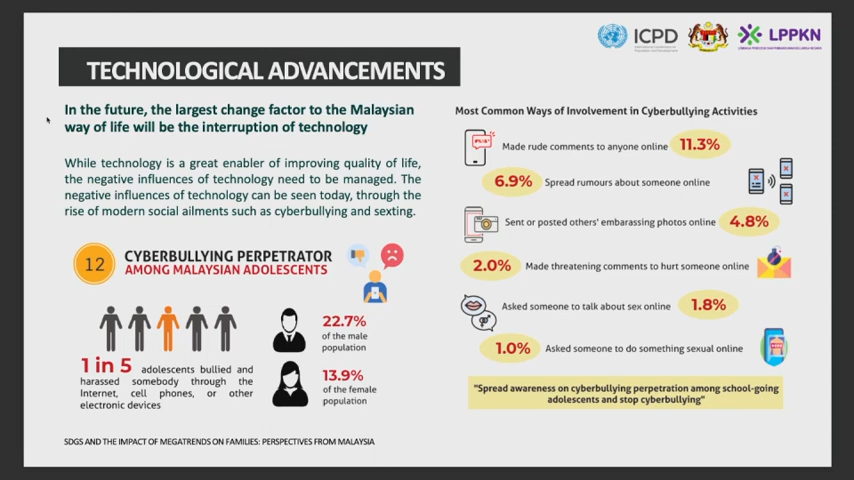 ICPD
LPPKN
TECHNOLOGICAL ADVANCEMENTS
In the future, the largest change factor to the Malaysian
way of life will be the interruption of technology
While technology is a great enabler of improving quality of life,
the negative influences of technology need to be managed. The
negative influences of technology can be seen today, through the
rise of modern social ailments such as cyberbullying and sexting.
12
CYBERBULLYING PERPETRATOR
AMONG MALAYSIAN ADOLESCENTS
1 in 5 adolescents bullied and
harassed somebody through the
Internet, cell phones, or other
electronic devices
22.7%
of the male
population
13.9%
of the female
population
Most Common Ways of Involvement in Cyberbullying Activities
Made rude comments to anyone online 11.3%
6.9% Spread rumours about someone online
Sent or posted others' embarassing photos online 4.8%
2.0% Made threatening comments to hurt someone online
Asked someone to talk about sex online 1.8%
1.0% Asked someone to do something sexual online
"Spread awareness on cyberbullying perpetration among school-going
adolescents and stop cyberbullying"
SDGS AND THE IMPACT OF MEGATRENDS ON FAMILIES: PERSPECTIVES FROM MALAYSIA